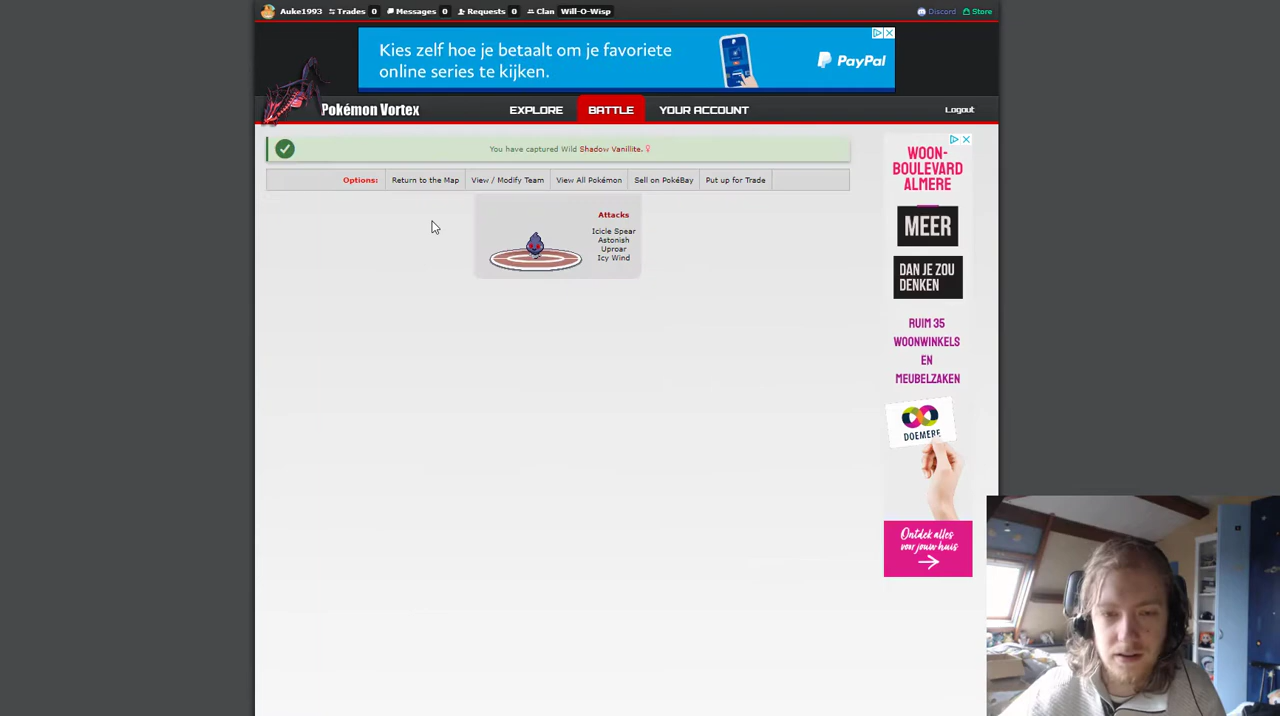 Auke1993 Trades 0 Messages 0 Requests 0 Clan Will-O-Wisp Discord Store
Kies zelf hoe je betaalt om je favoriete
online series te kijken.
PayPal
Pokémon Vortex EXPLORE BATTLE YOUR ACCOUNT Logout
You have captured Wild Shadow Vanillite. ♀
Options: Return to the Map View / Modify Team View All Pokémon Sell on PokéBay Put up for Trade
Attacks
Icicle Spear
Astonish
Uproar
Icy Wind
WOON-
BOULEVARD
ALMERE
MEER
DAN JE ZOU
DENKEN
RUIM 35
WOONWINKELS
EN
MEUBELZAKEN
DOEMERE
Ontdek alles
voor jouw huis